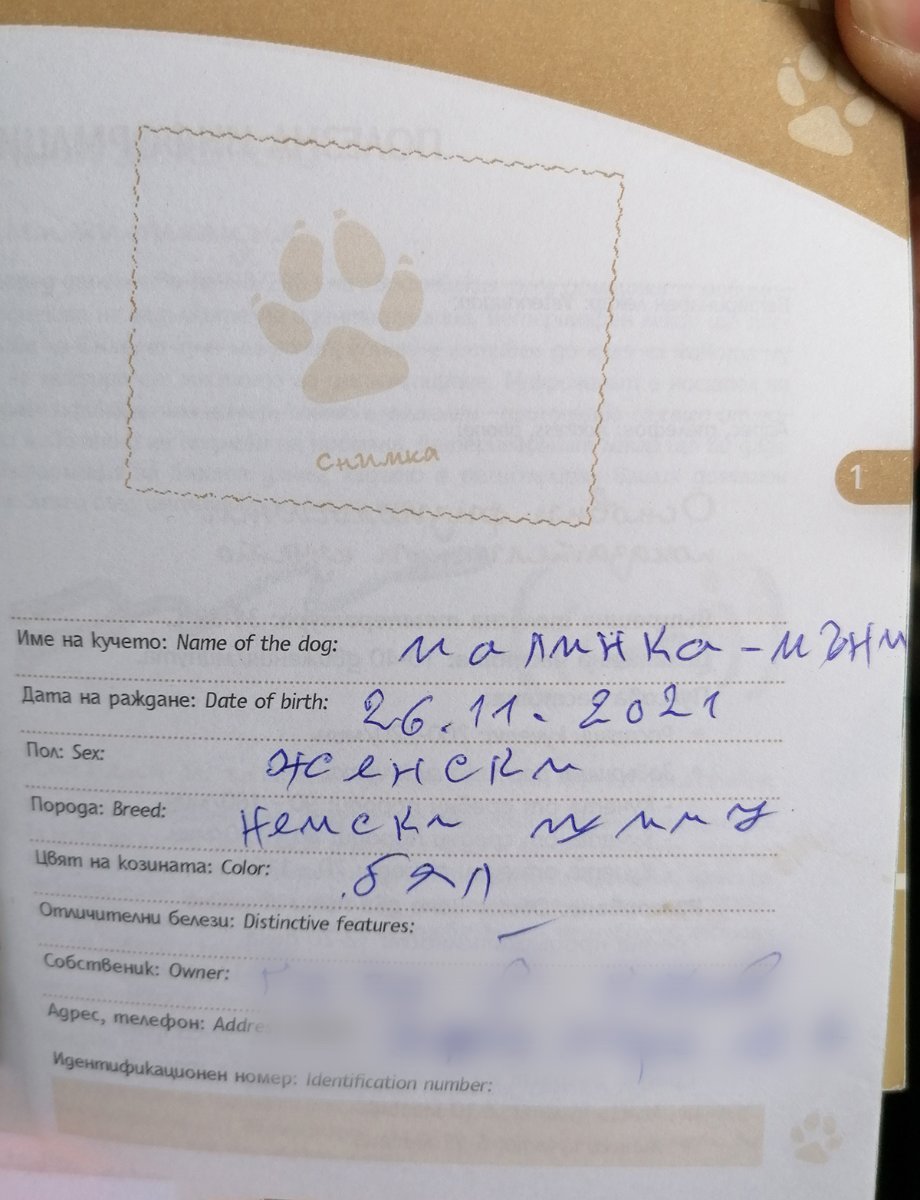 снимка
1
Име на кучето: Name of the dog: малинка - мъни
Дата на раждане: Date of birth: 26.11.2021
Пол: Sex: женски
Порода: Breed: Немски
Цвят на козината: Color: бял
Отличителни белези: Distinctive features: –
Собственик: Owner:
Адрес, телефон:
Идентификационен номер: Identification number: